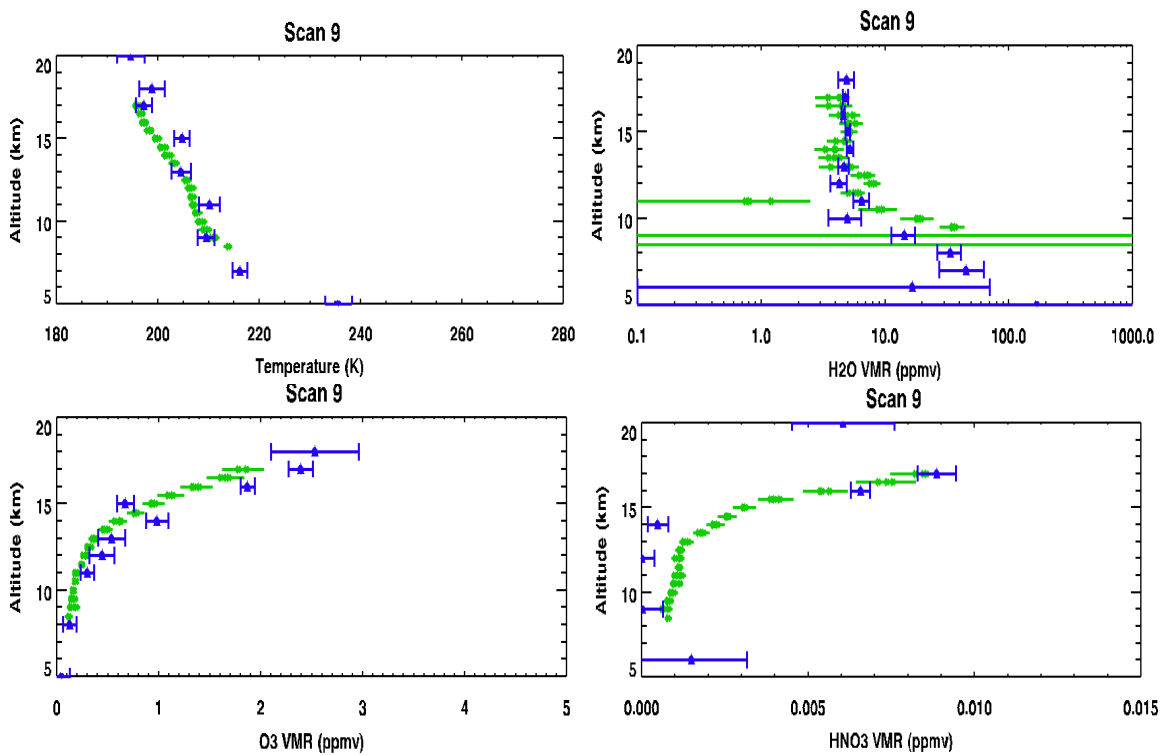 Scan 9
Altitude (km)
20
15
10
5
180 200 220 240 260 280
Temperature (K)
Scan 9
Altitude (km)
20
15
10
5
0.1 1.0 10.0 100.0 1000.0
H2O VMR (ppmv)
Scan 9
Altitude (km)
20
15
10
5
0 1 2 3 4 5
O3 VMR (ppmv)
Scan 9
Altitude (km)
20
15
10
5
0.000 0.005 0.010 0.015
HNO3 VMR (ppmv)